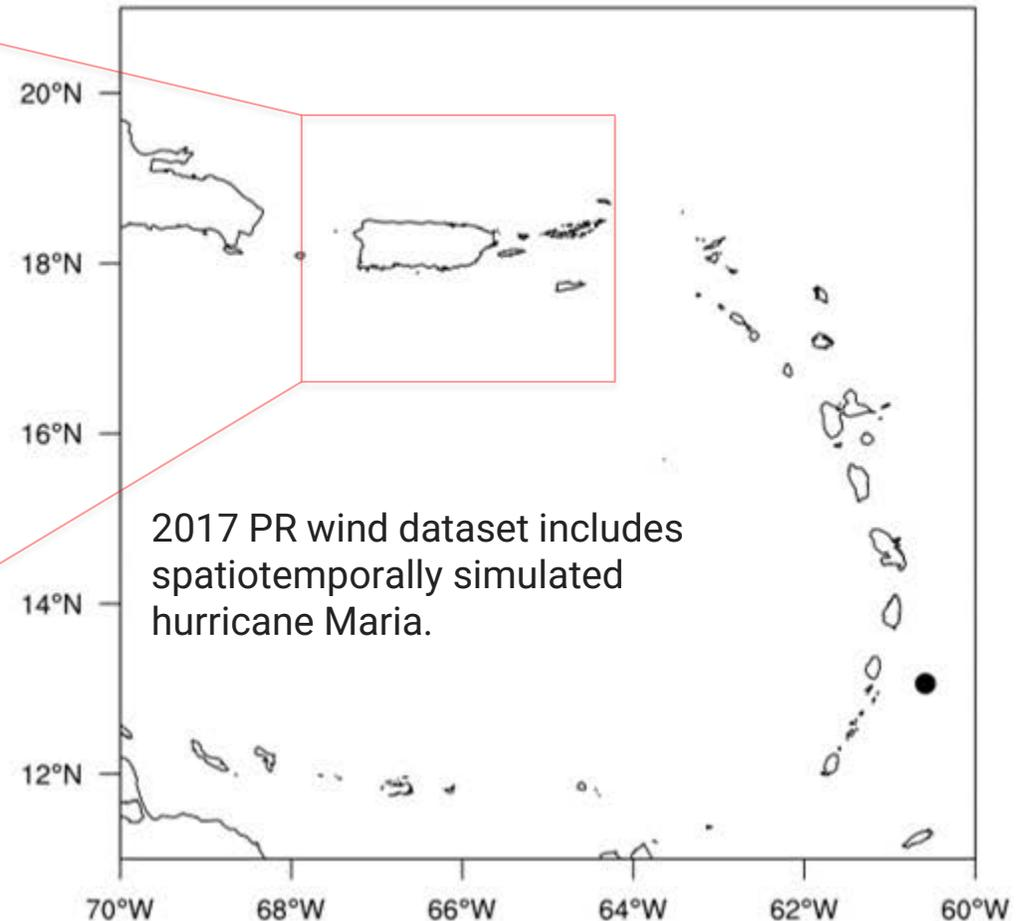 20°N
18°N
16°N
2017 PR wind dataset includes
spatiotemporally simulated
hurricane Maria.
14°N
12°N
70°W 68°W 66°W 64°W 62°W 60°W